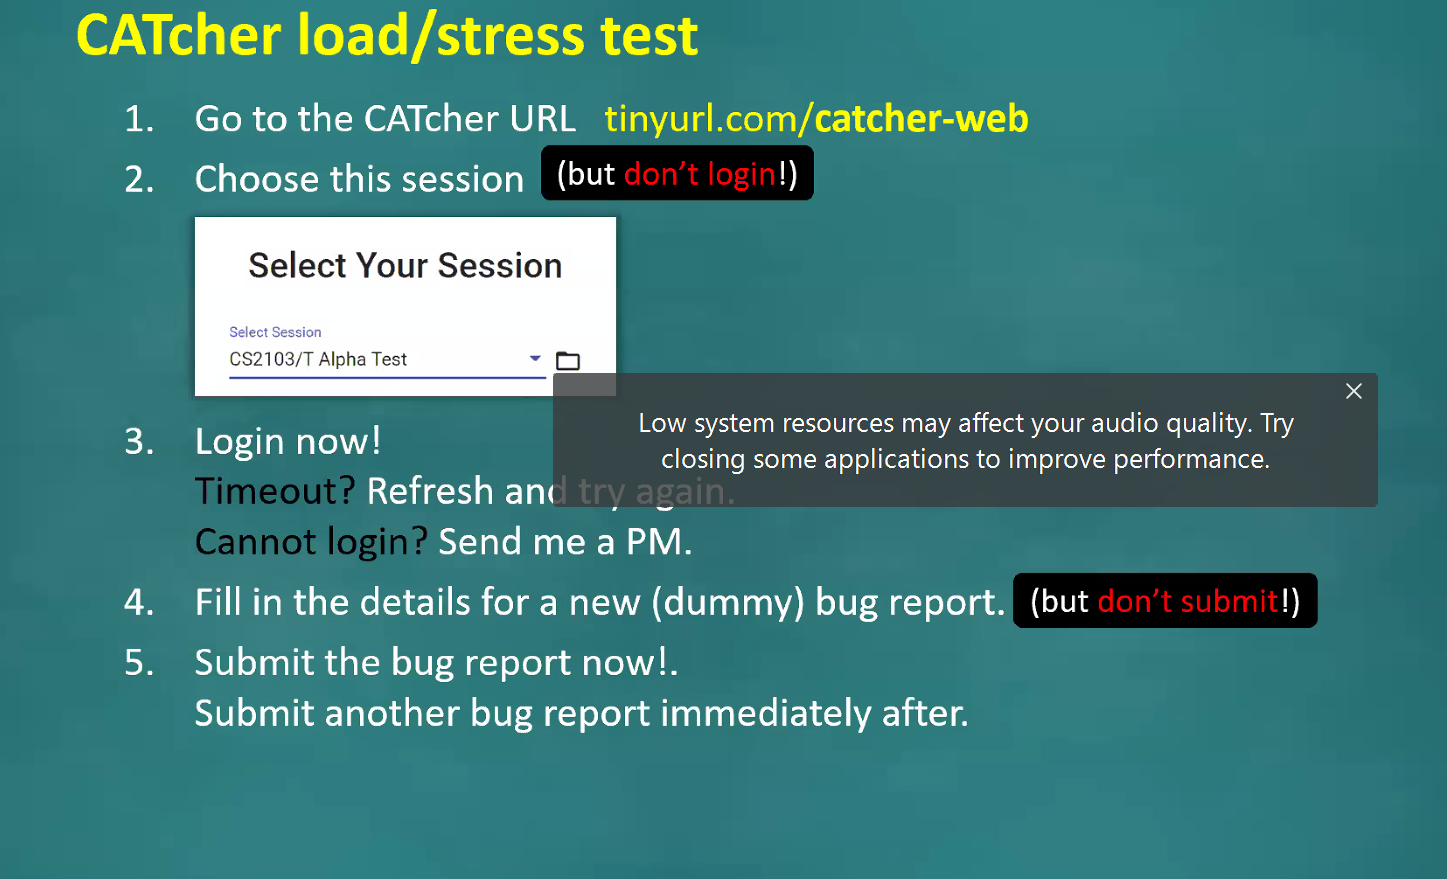 CATcher load/stress test
1. Go to the CATcher URL tinyurl.com/catcher-web
2. Choose this session (but don't login!)
Select Your Session
Select Session
CS2103/T Alpha Test
3. Login now!
Timeout? Refresh and try again.
Cannot login? Send me a PM.
Low system resources may affect your audio quality. Try
closing some applications to improve performance.
4. Fill in the details for a new (dummy) bug report. (but don't submit!)
5. Submit the bug report now!.
Submit another bug report immediately after.